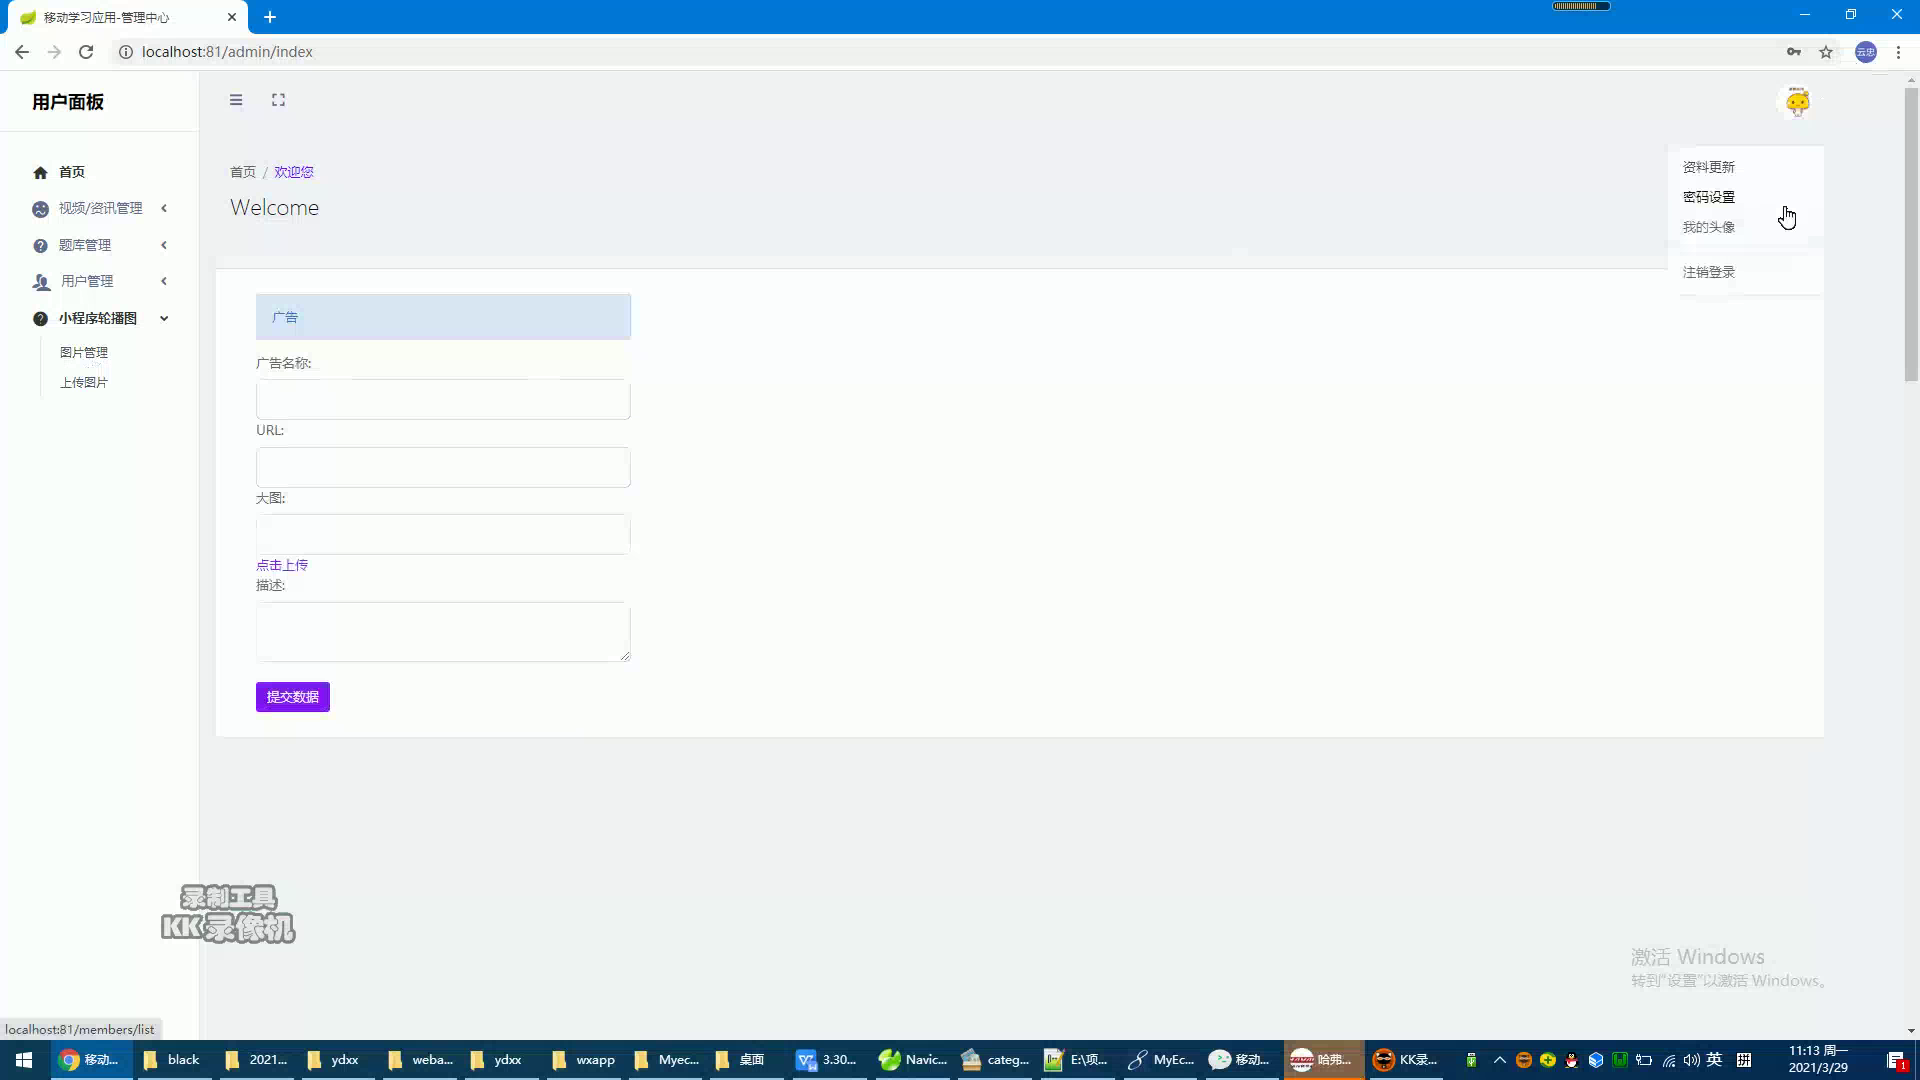 移动学习应用-管理中心
localhost:81/admin/index
云忠
用户面板
首页
视频/资讯管理
题库管理
用户管理
小程序轮播图
图片管理
上传图片
首页 / 欢迎您
Welcome
资料更新
密码设置
我的头像
注销登录
广告
广告名称:
URL:
大图:
点击上传
描述:
提交数据
录制工具
KK录像机
激活 Windows
转到“设置”以激活 Windows。
localhost:81/members/list
移动...
black
2021...
ydxx
weba...
ydxx
wxapp
Myec...
桌面
3.30...
Navic...
categ...
E:\项...
MyEc...
移动...
哈弗...
KK录...
英
拼
11:13 周一
2021/3/29
1